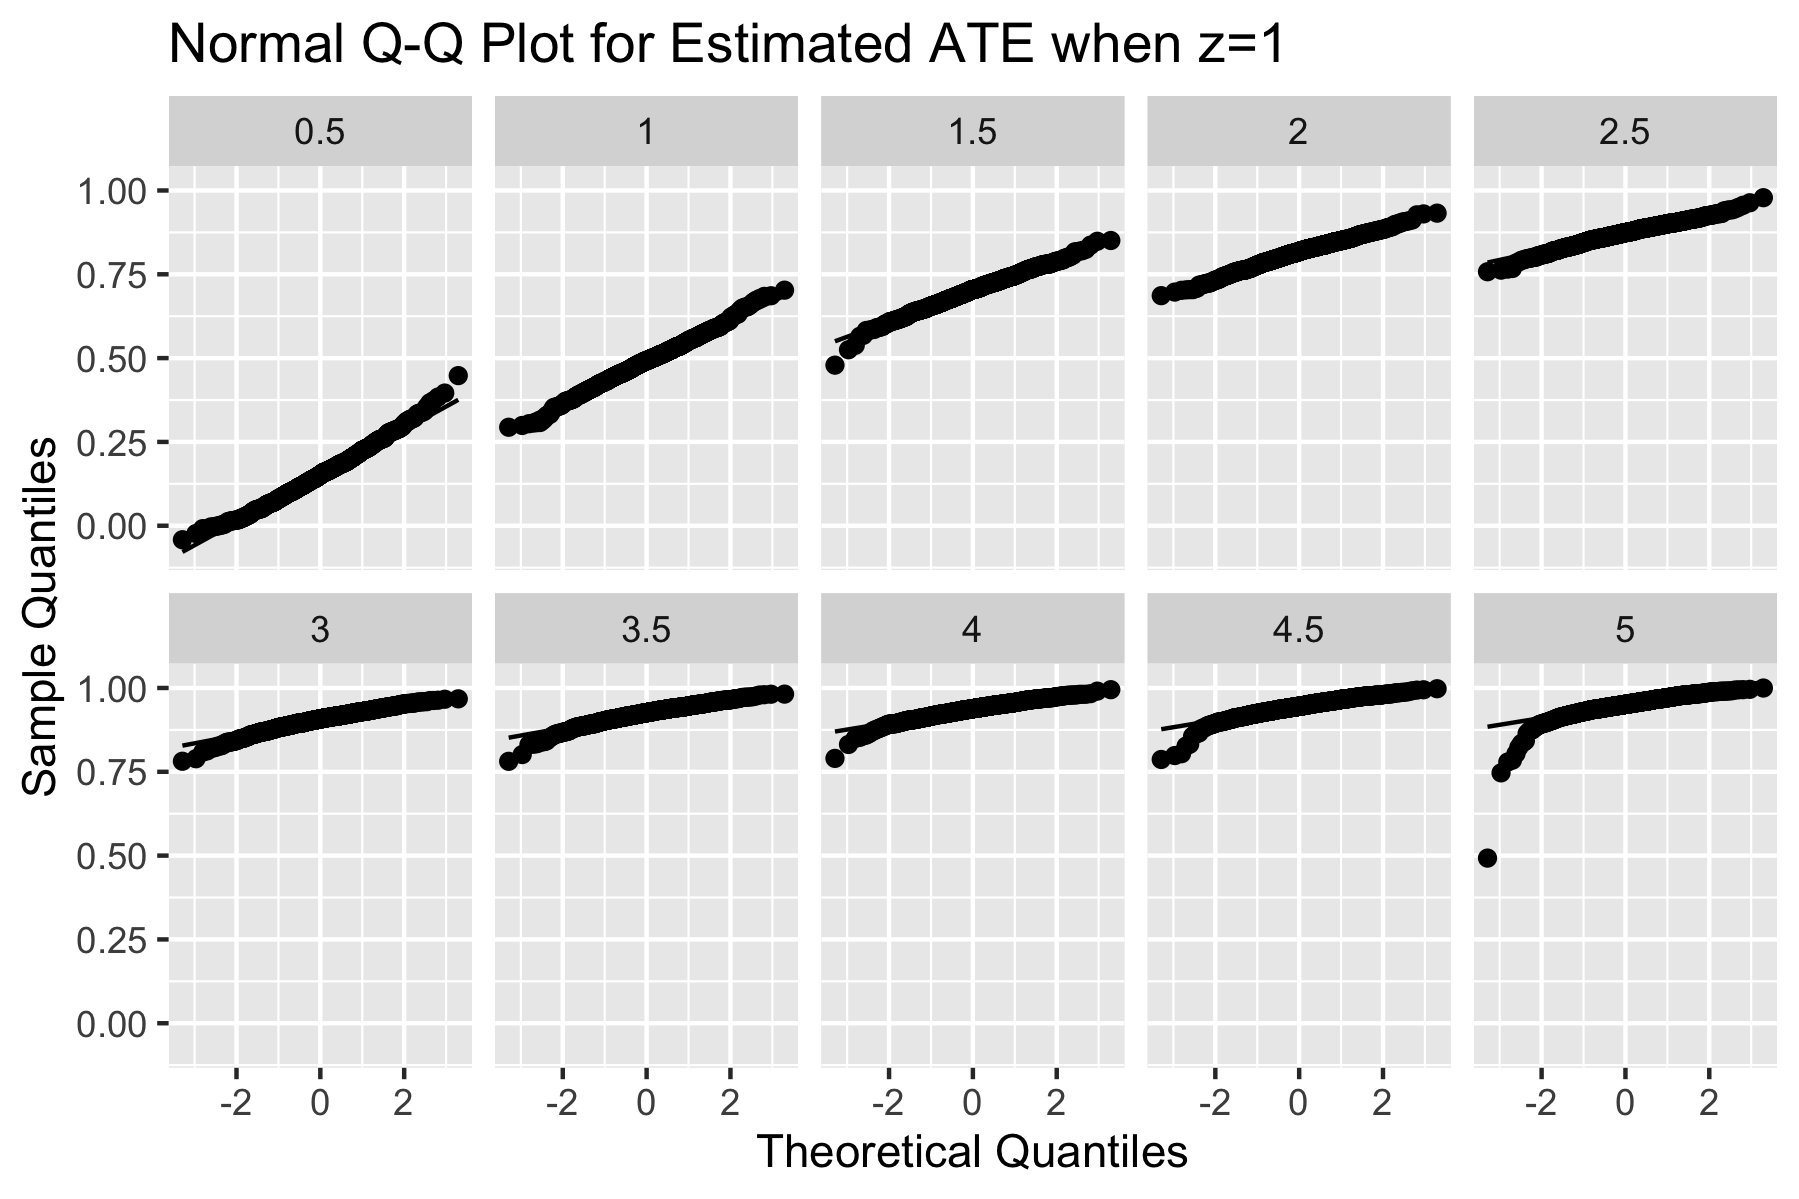 Normal Q-Q Plot for Estimated ATE when z=1
0.5 1 1.5 2 2.5
1.00
0.75
0.50
0.25
0.00
3 3.5 4 4.5 5
1.00
0.75
0.50
0.25
0.00
Sample Quantiles
-2 0 2 -2 0 2 -2 0 2 -2 0 2 -2 0 2
Theoretical Quantiles